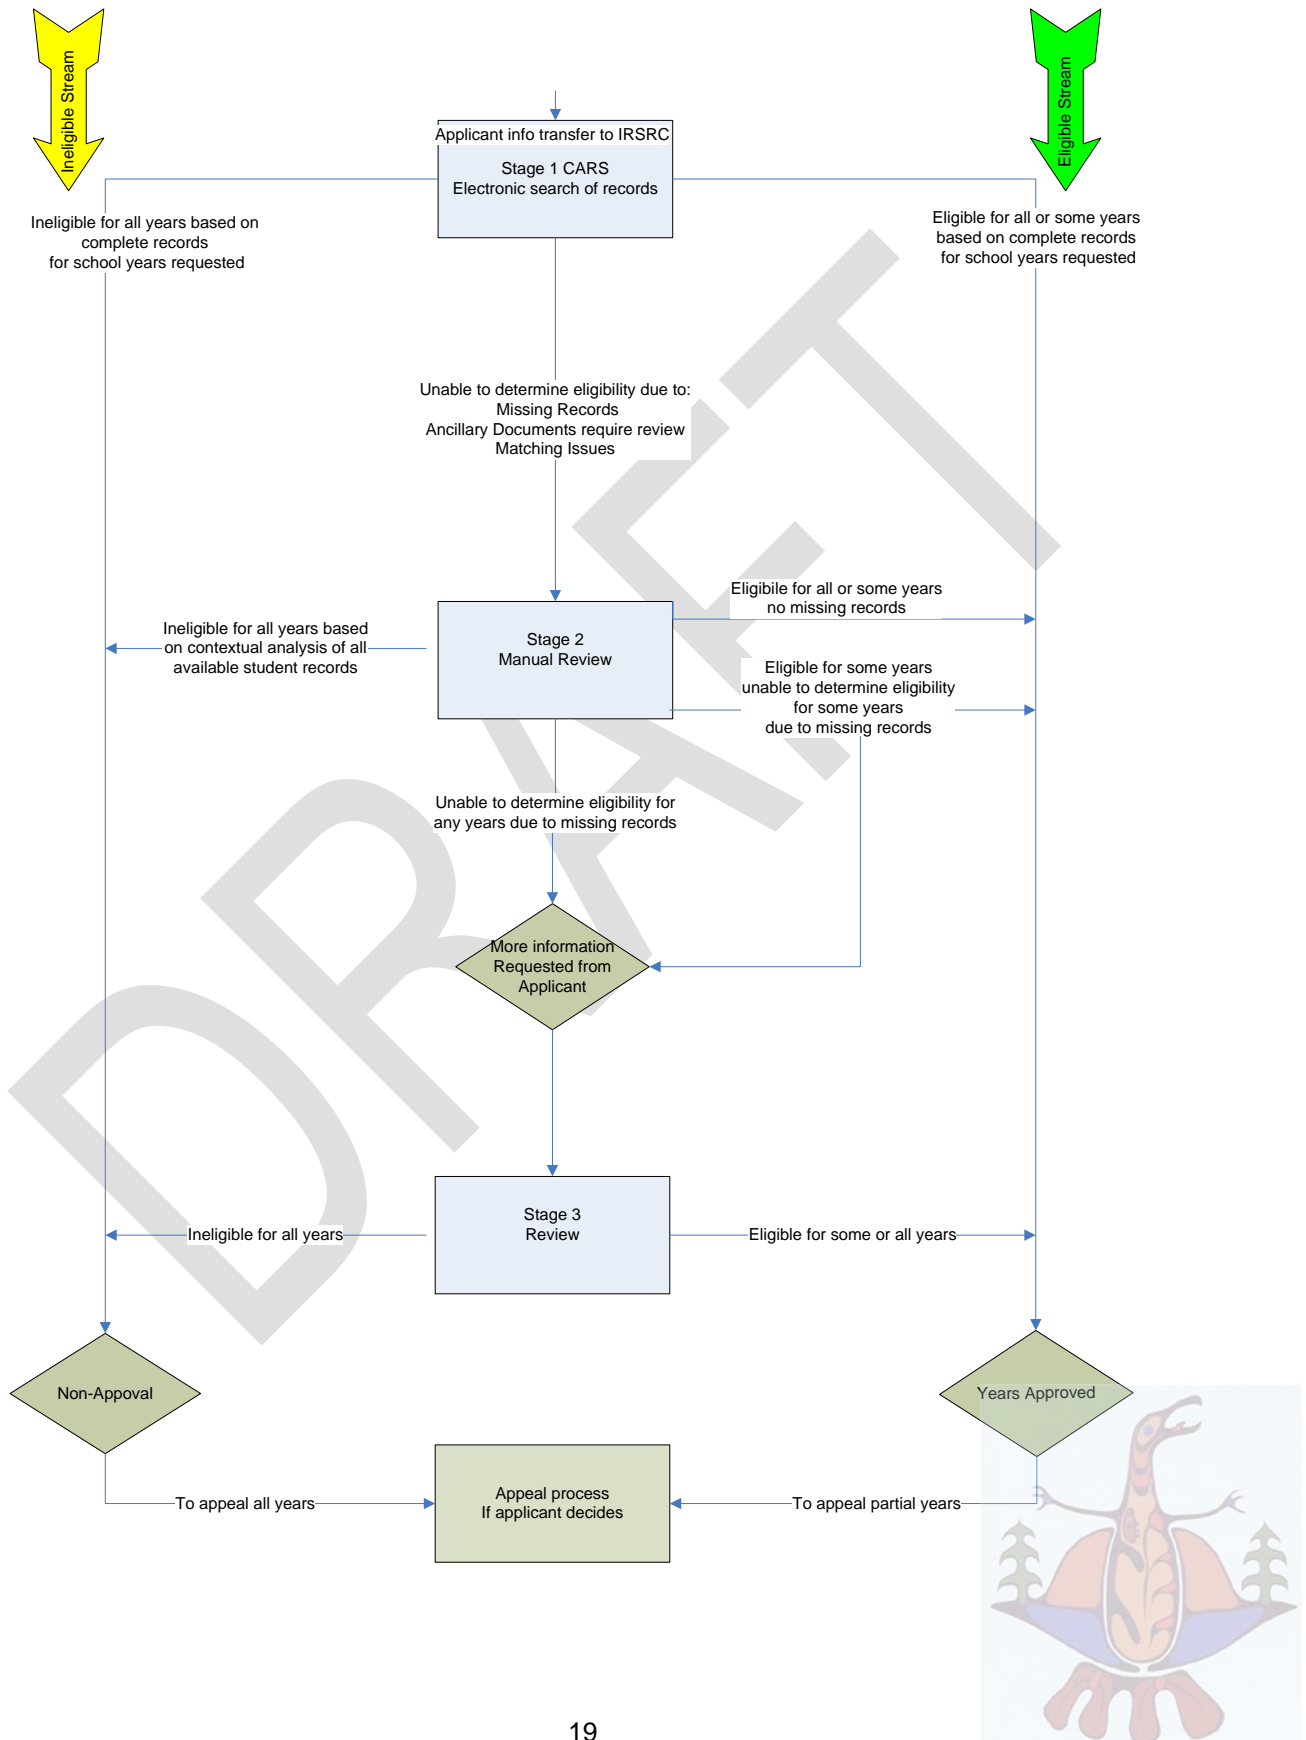 Ineligible Stream
Eligible Stream
Applicant info transfer to IRSRC
Stage 1 CARS
Electronic search of records
Ineligible for all years based on
complete records
for school years requested
Eligible for all or some years
based on complete records
for school years requested
Unable to determine eligibility due to:
Missing Records
Ancillary Documents require review
Matching Issues
Stage 2
Manual Review
Eligibile for all or some years
no missing records
Ineligible for all years based
on contextual analysis of all
available student records
Eligible for some years
unable to determine eligibility
for some years
due to missing records
Unable to determine eligibility for
any years due to missing records
More information
Requested from
Applicant
Stage 3
Review
Ineligible for all years
Eligible for some or all years
Non-Appoval
Years Approved
Appeal process
If applicant decides
To appeal all years
To appeal partial years
DRAFT
19